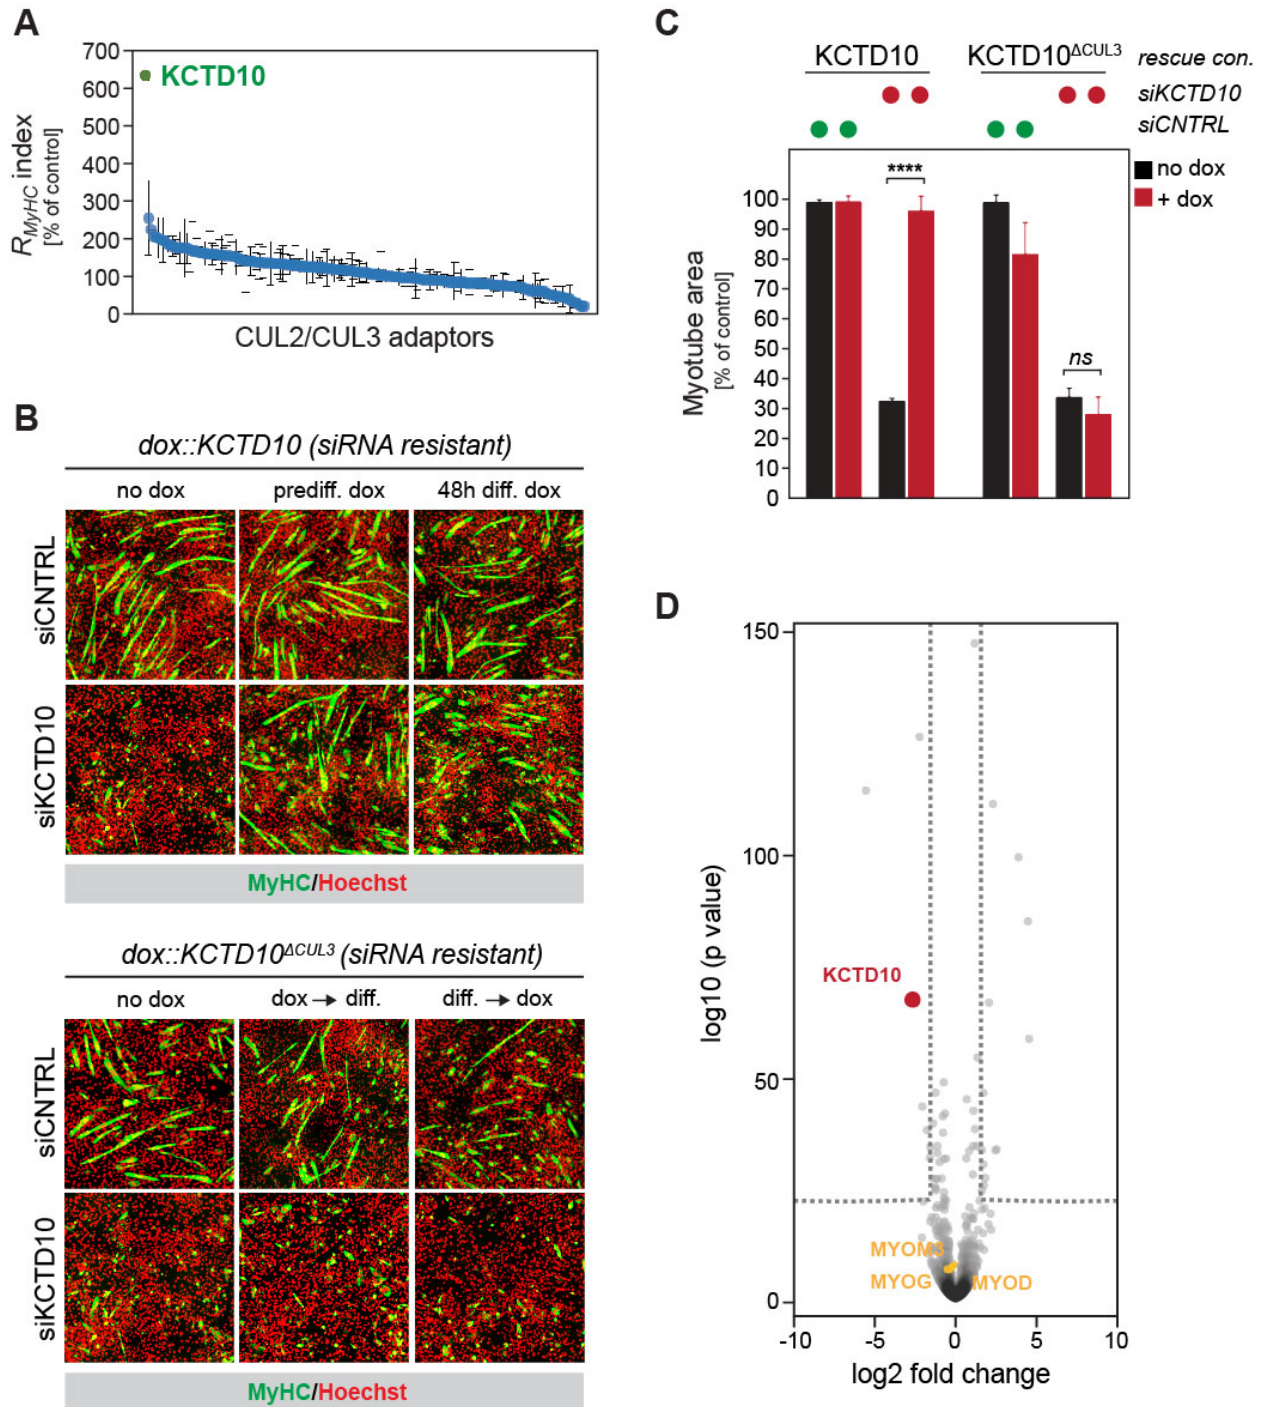 A
700
600
500
400
300
200
100
0
KCTD10
R_MyHC index
[% of control]
CUL2/CUL3 adaptors
B
dox::KCTD10 (siRNA resistant)
no dox prediff. dox 48h diff. dox
siCNTRL
siKCTD10
MyHC/Hoechst
dox::KCTD10^ΔCUL3 (siRNA resistant)
no dox dox → diff. diff. → dox
siCNTRL
siKCTD10
MyHC/Hoechst
C
KCTD10 KCTD10^ΔCUL3 rescue con.
siKCTD10
siCNTRL
no dox
+ dox
****
ns
100
90
80
70
60
50
40
30
20
10
0
Myotube area
[% of control]
D
150
100
50
0
log10 (p value)
KCTD10
MYOM3
MYOG MYOD
-10 -5 0 5 10
log2 fold change